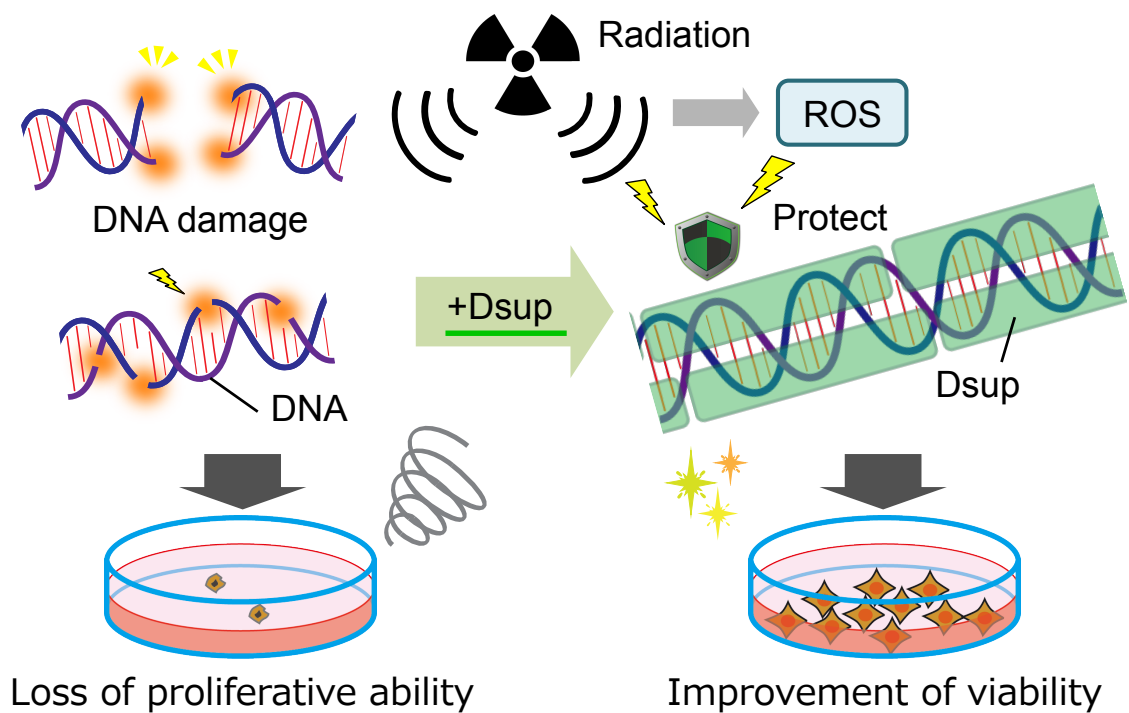 Radiation
ROS
DNA damage
Protect
+Dsup
Dsup
DNA
Loss of proliferative ability
Improvement of viability